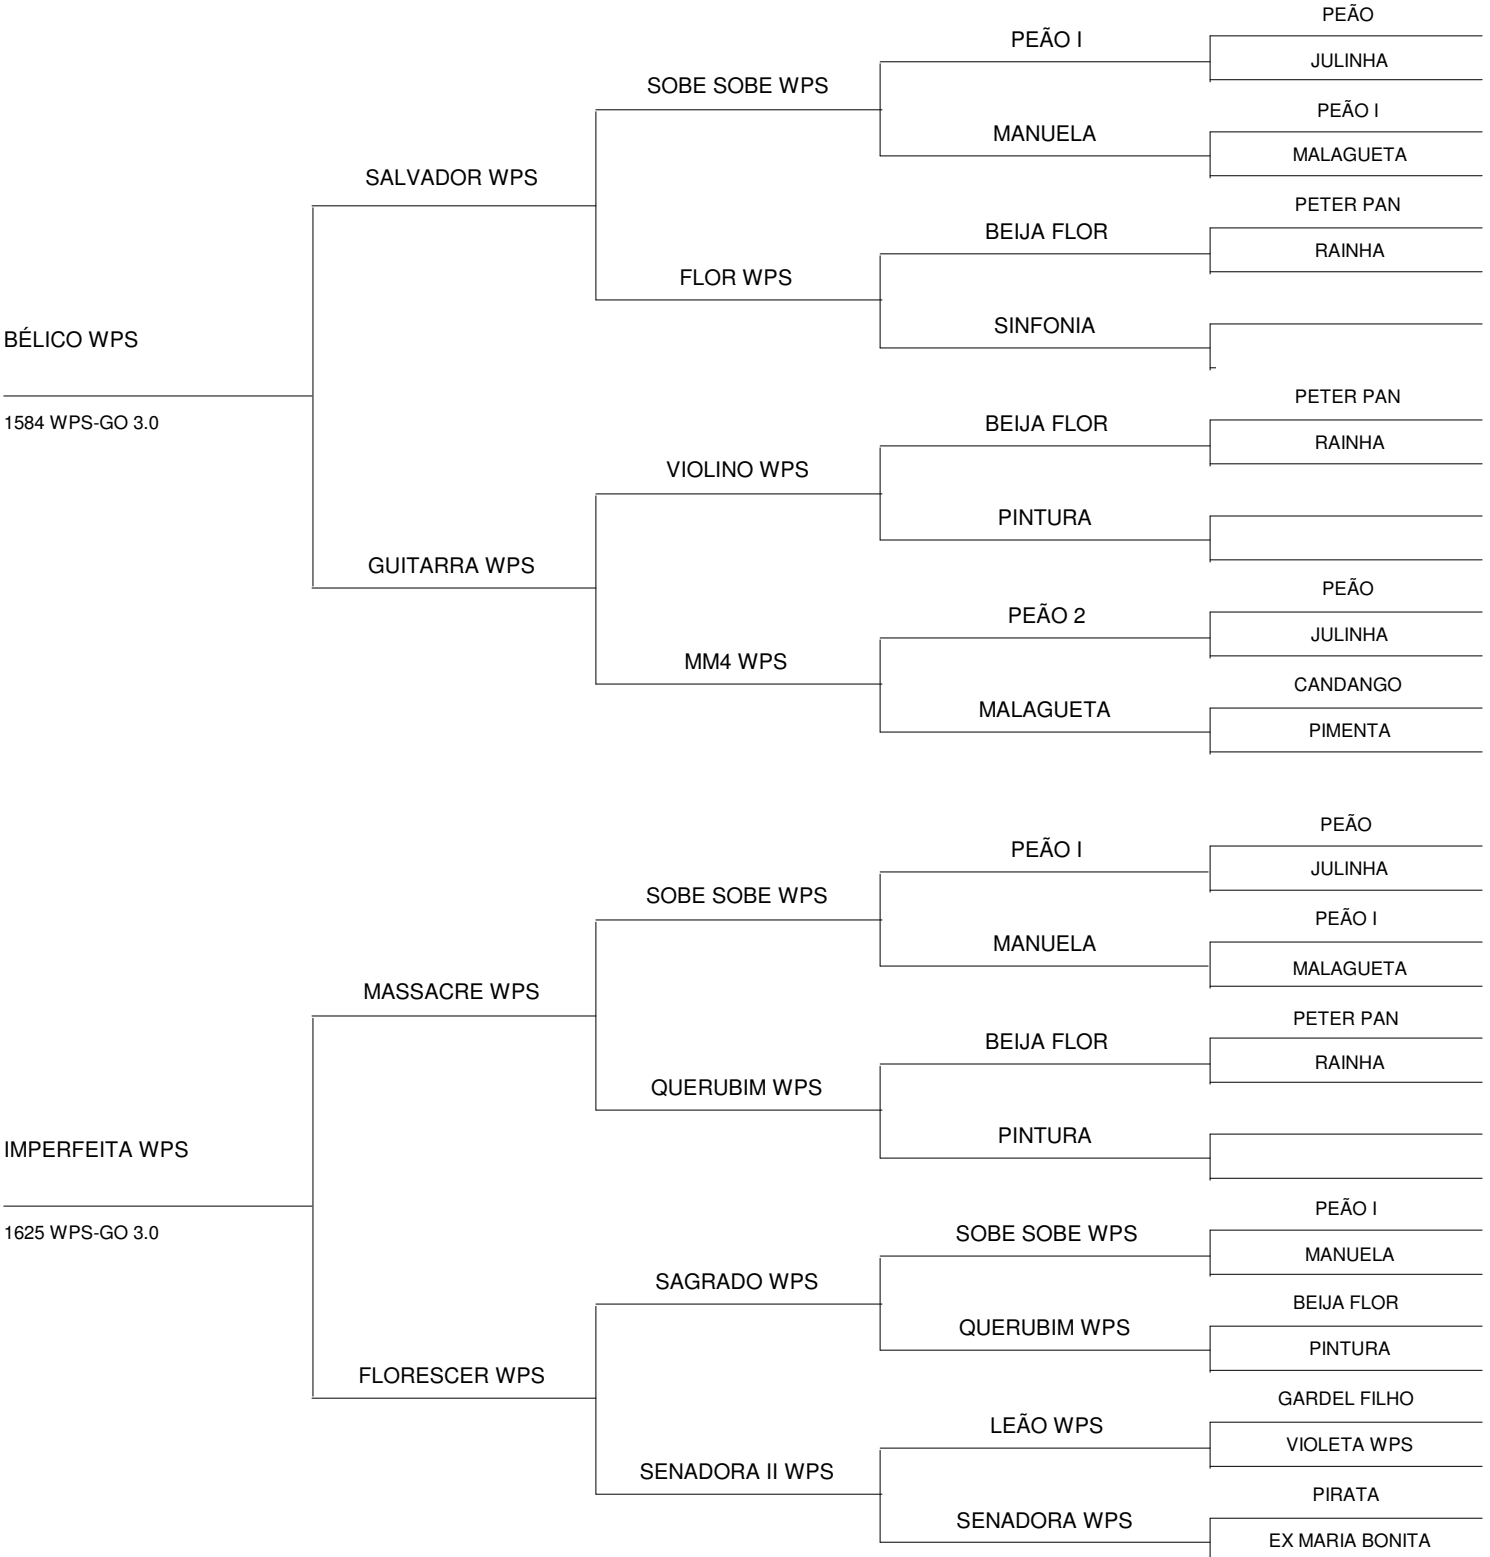 PEÃO
PEÃO I
JULINHA
SOBE SOBE WPS
PEÃO I
MANUELA
MALAGUETA
SALVADOR WPS
PETER PAN
BEIJA FLOR
RAINHA
FLOR WPS
SINFONIA
BÉLICO WPS
PETER PAN
1584 WPS-GO 3.0
BEIJA FLOR
RAINHA
VIOLINO WPS
PINTURA
GUITARRA WPS
PEÃO
PEÃO 2
JULINHA
MM4 WPS
CANDANGO
MALAGUETA
PIMENTA
PEÃO
PEÃO I
JULINHA
SOBE SOBE WPS
PEÃO I
MANUELA
MALAGUETA
MASSACRE WPS
PETER PAN
BEIJA FLOR
RAINHA
QUERUBIM WPS
PINTURA
IMPERFEITA WPS
PEÃO I
1625 WPS-GO 3.0
SOBE SOBE WPS
MANUELA
SAGRADO WPS
BEIJA FLOR
QUERUBIM WPS
PINTURA
FLORESCER WPS
GARDEL FILHO
LEÃO WPS
VIOLETA WPS
SENADORA II WPS
PIRATA
SENADORA WPS
EX MARIA BONITA